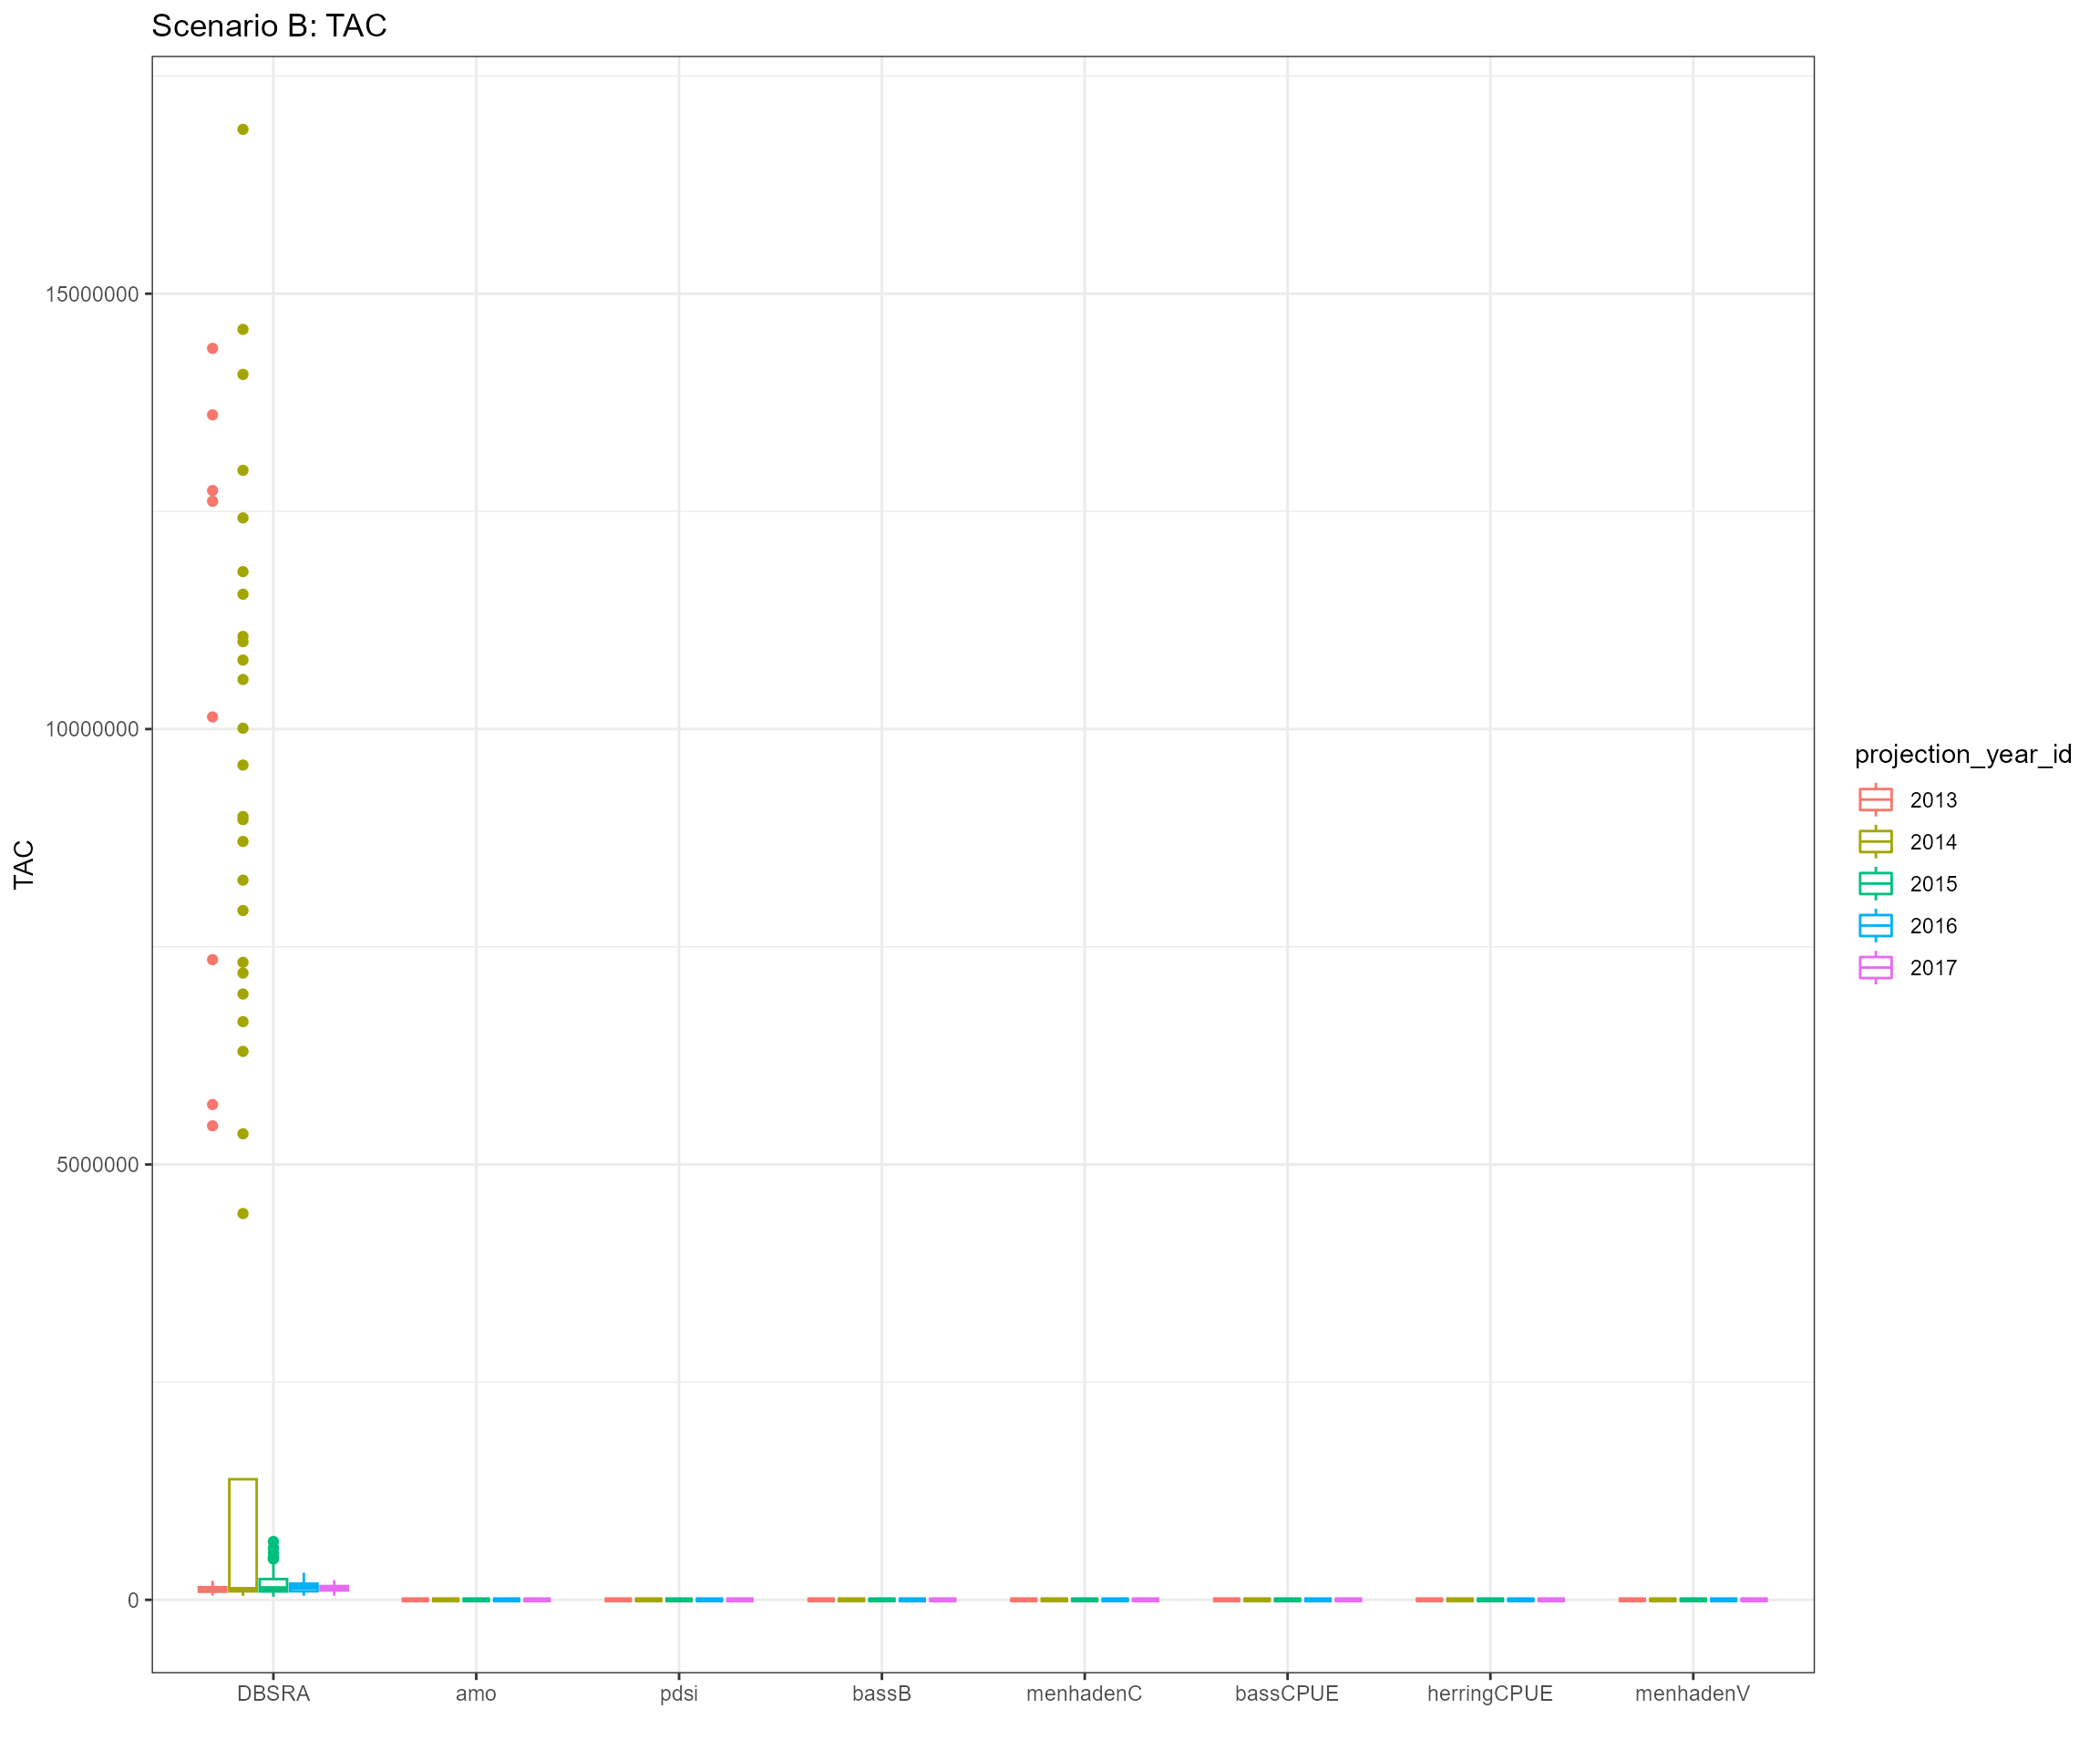 Scenario B: TAC
15000000
10000000
5000000
0
TAC
DBSRA amo pdsi bassB menhadenC bassCPUE herringCPUE menhadenV
projection_year_id
2013
2014
2015
2016
2017